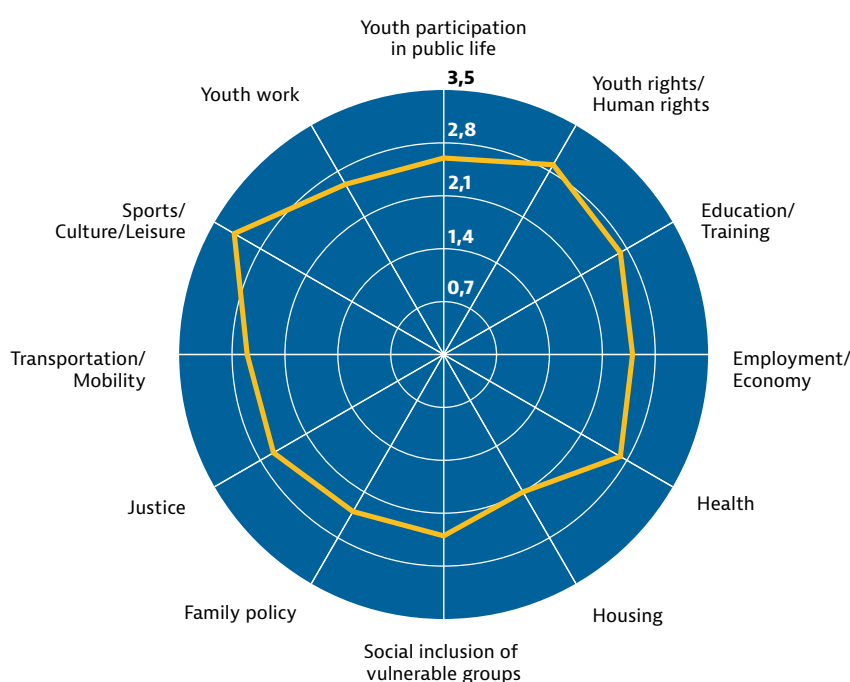 Youth participation
in public life
3,5
Youth rights/
Human rights
Youth work
2,8
2,1
Sports/
Culture/Leisure
Education/
Training
1,4
0,7
Transportation/
Mobility
Employment/
Economy
Justice
Health
Family policy
Housing
Social inclusion of
vulnerable groups